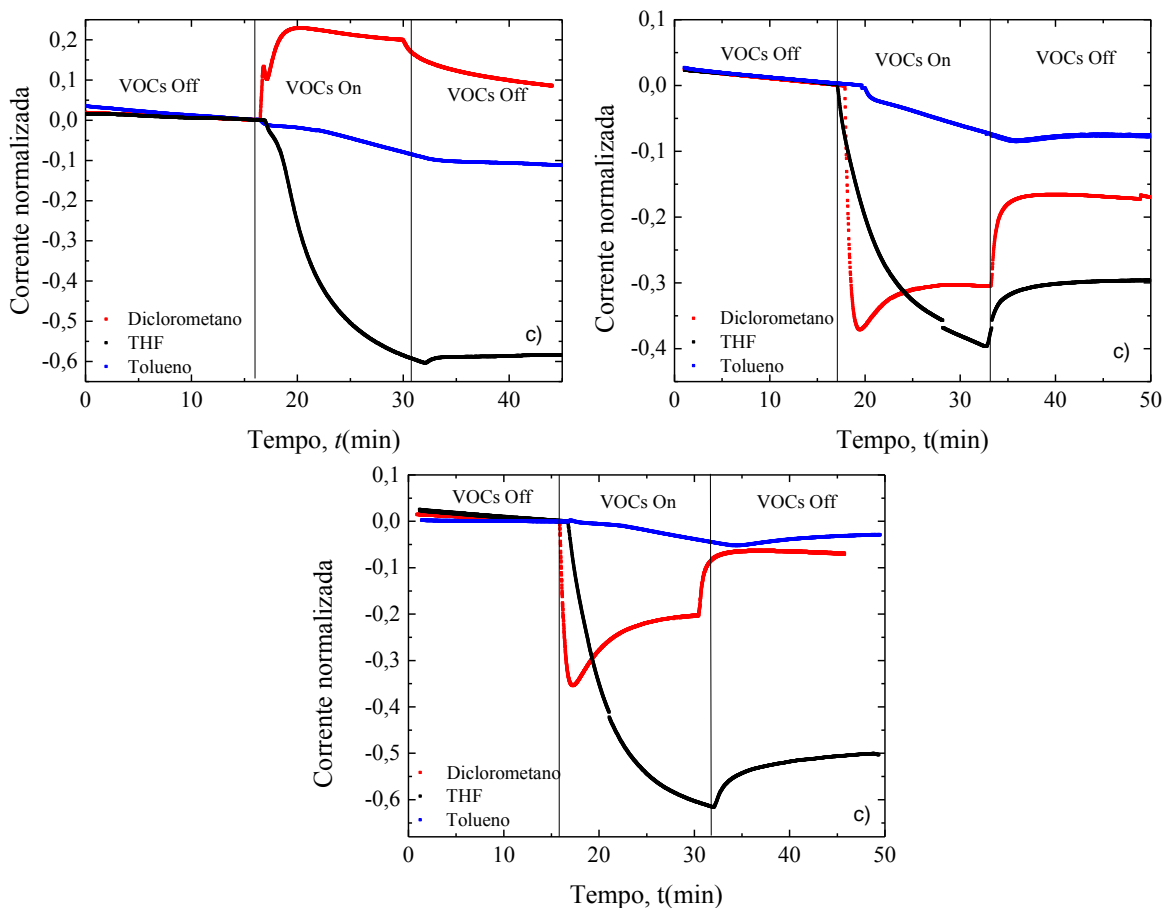 0,2
0,1
0,0
-0,1
-0,2
-0,3
-0,4
-0,5
-0,6
Corrente normalizada
VOCs Off
VOCs On
VOCs Off
Diclorometano
THF
Tolueno
c)
0 10 20 30 40
Tempo, t(min)
0,1
0,0
-0,1
-0,2
-0,3
-0,4
Corrente normalizada
VOCs Off
VOCs On
VOCs Off
Diclorometano
THF
Tolueno
c)
0 10 20 30 40 50
Tempo, t(min)
0,1
0,0
-0,1
-0,2
-0,3
-0,4
-0,5
-0,6
Corrente normalizada
VOCs Off
VOCs On
VOCs Off
Diclorometano
THF
Tolueno
c)
0 10 20 30 40 50
Tempo, t(min)